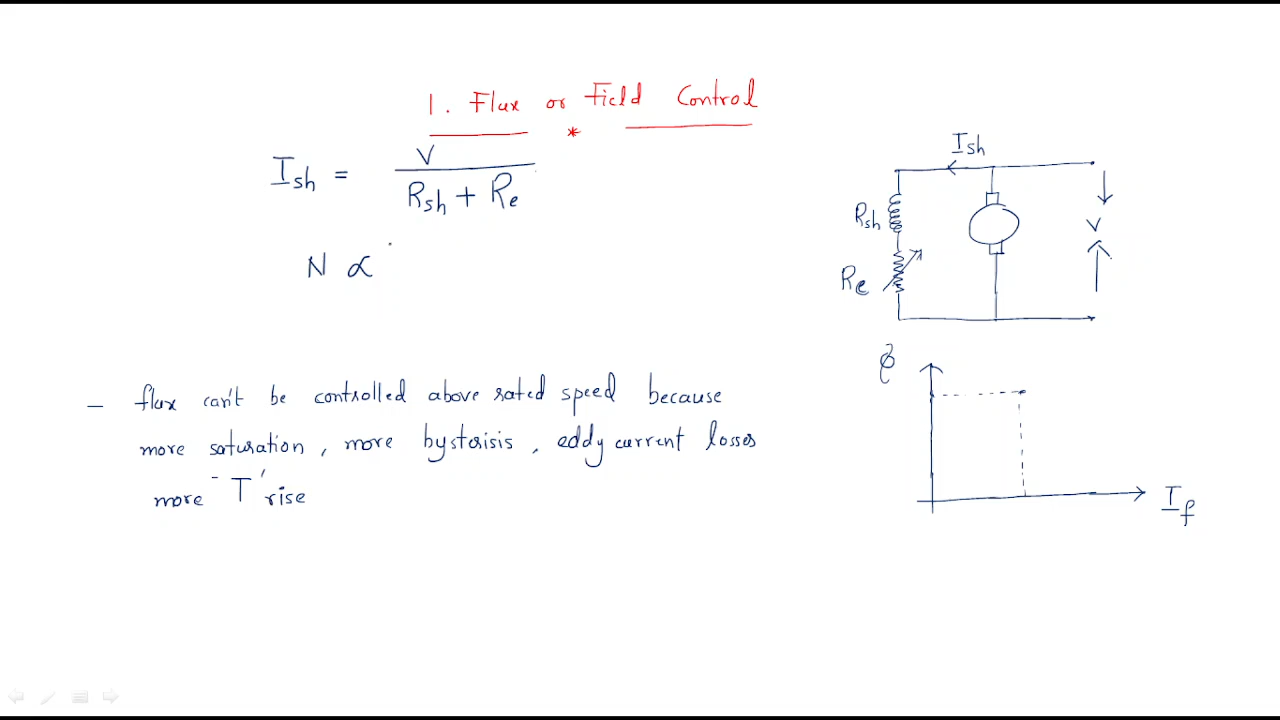 1. Flux or Field Control
*
Ish = V / Rsh + Re
N ∝
- flux can't be controlled above rated speed because
more saturation, more hysterisis, eddy current losses
more "T" rise
Ish
Rsh
Re
V
Φ
If